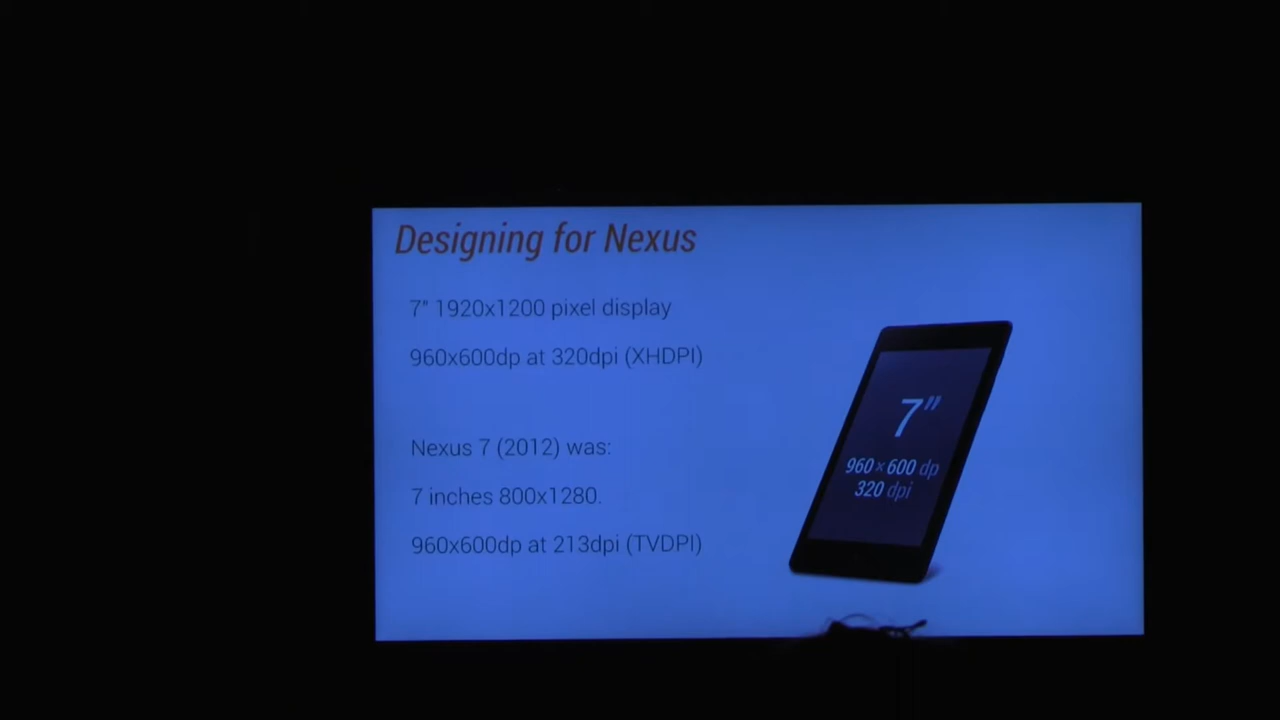 Designing for Nexus
7" 1920x1200 pixel display
960x600dp at 320dpi (XHDPI)
Nexus 7 (2012) was:
7 inches 800x1280.
960x600dp at 213dpi (TVDPI)
7"
960×600 dp
320 dpi